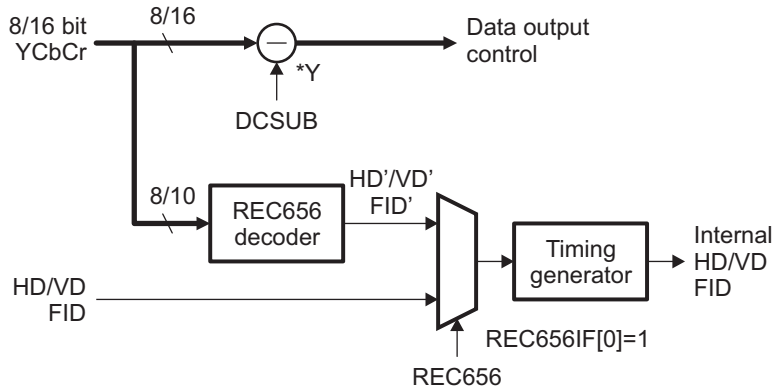 8/16 bit
YCbCr
8/16
*Y
DCSUB
Data output
control
8/10
REC656
decoder
HD'/VD'
FID'
HD/VD
FID
Timing
generator
Internal
HD/VD
FID
REC656IF[0]=1
REC656